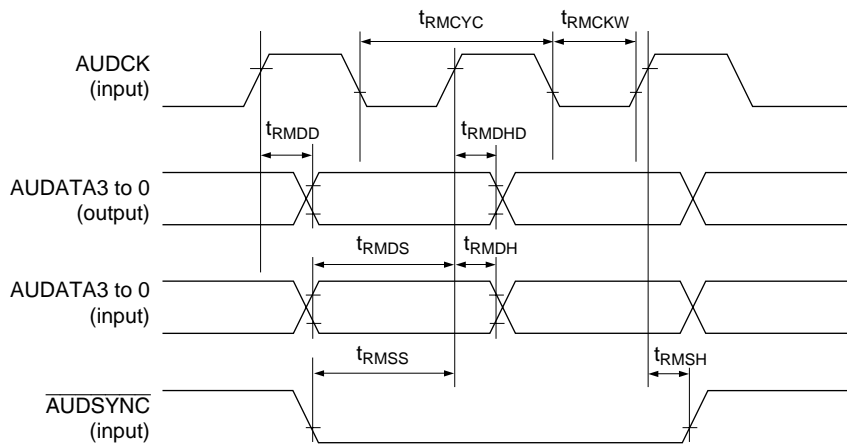 tRMCYC
tRMCKW
AUDCK
(input)
tRMDD
tRMDHD
AUDATA3 to 0
(output)
tRMDS
tRMDH
AUDATA3 to 0
(input)
tRMSS
tRMSH
AUDSYNC
(input)